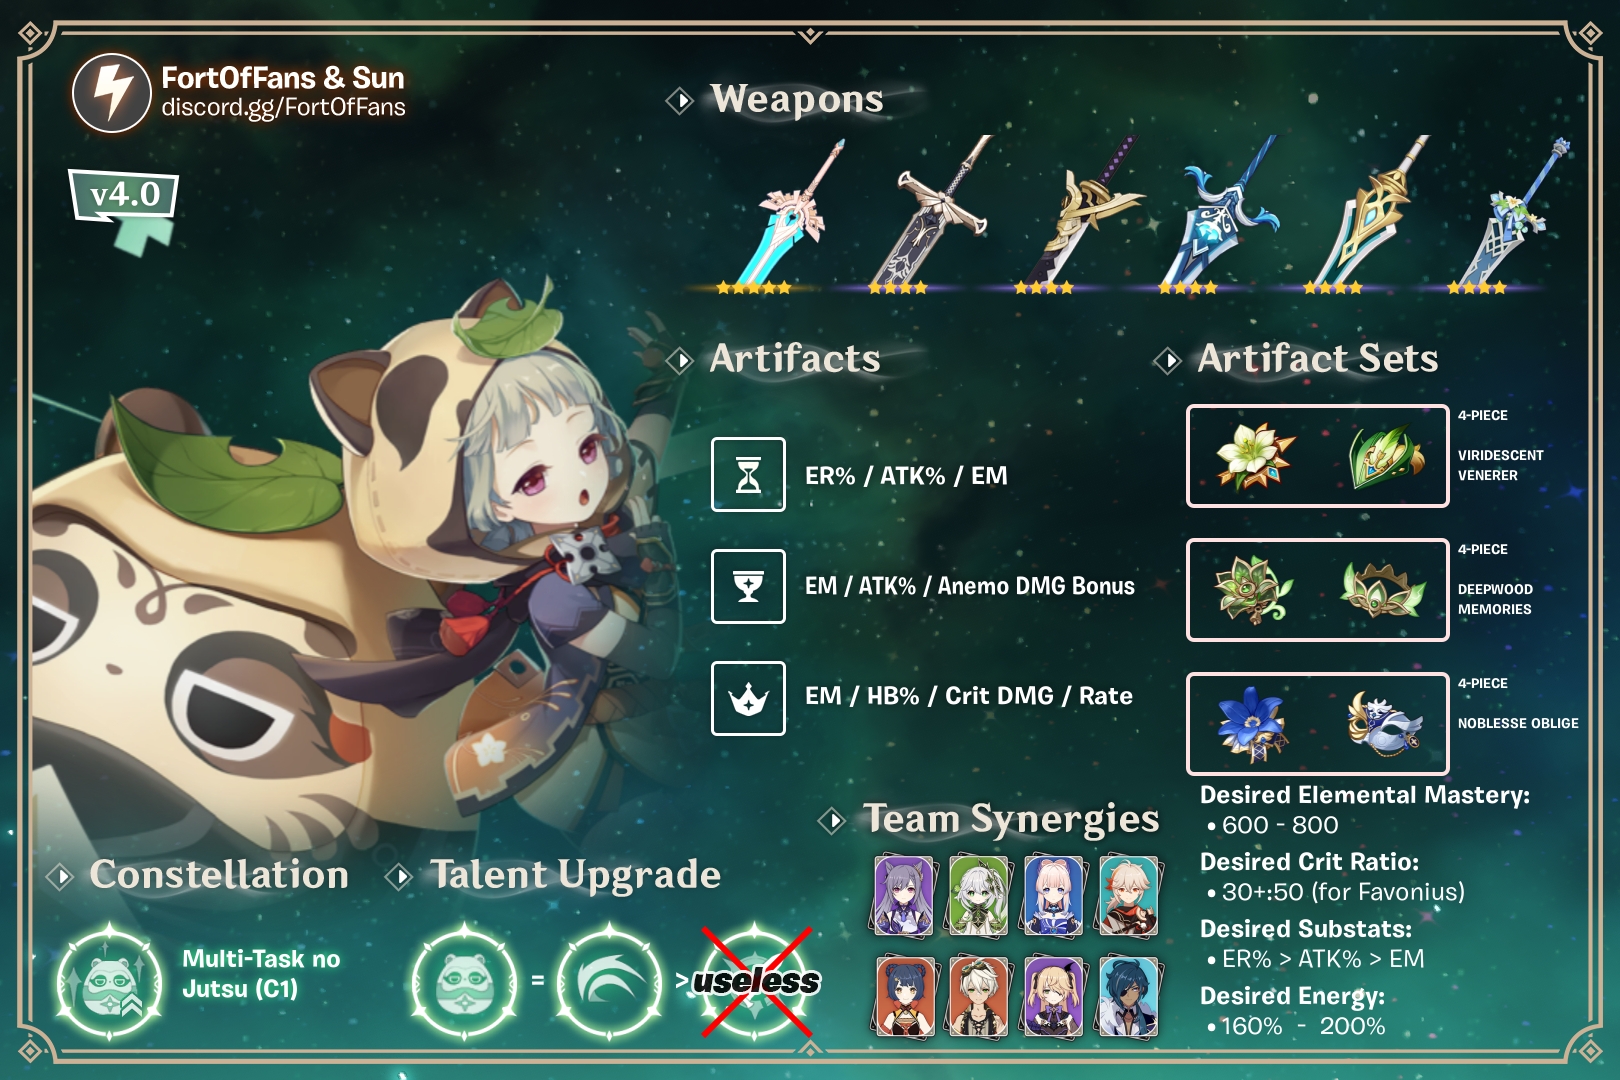 FortOfFans & Sun
discord.gg/FortOfFans
v4.0
Weapons
Artifacts
ER% / ATK% / EM
EM / ATK% / Anemo DMG Bonus
EM / HB% / Crit DMG / Rate
Artifact Sets
4-PIECE
VIRIDESCENT
VENERER
4-PIECE
DEEPWOOD
MEMORIES
4-PIECE
NOBLESSE OBLIGE
Constellation
Multi-Task no
Jutsu (C1)
Talent Upgrade
= > useless
Team Synergies
Desired Elemental Mastery:
• 600 - 800
Desired Crit Ratio:
• 30+:50 (for Favonius)
Desired Substats:
• ER% > ATK% > EM
Desired Energy:
• 160% - 200%